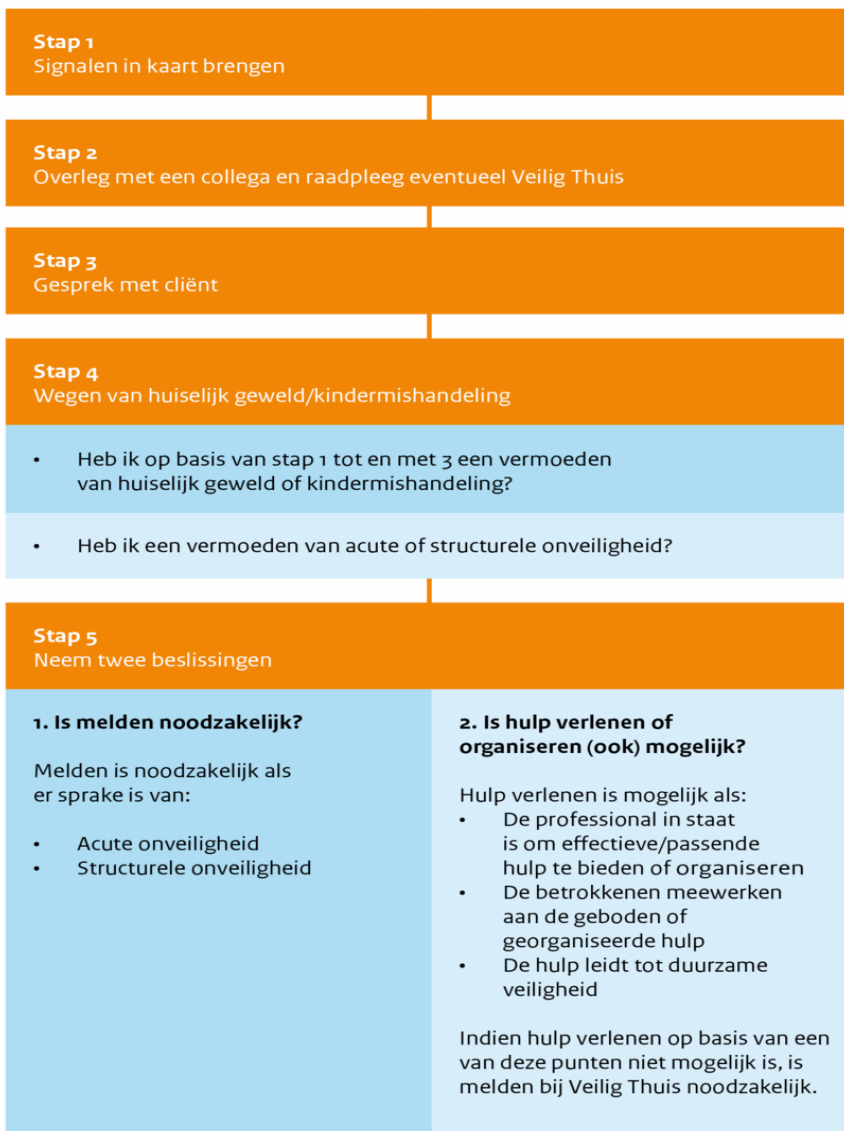 Stap 1
Signalen in kaart brengen
Stap 2
Overleg met een collega en raadpleeg eventueel Veilig Thuis
Stap 3
Gesprek met cliënt
Stap 4
Wegen van huiselijk geweld/kindermishandeling
• Heb ik op basis van stap 1 tot en met 3 een vermoeden
van huiselijk geweld of kindermishandeling?
• Heb ik een vermoeden van acute of structurele onveiligheid?
Stap 5
Neem twee beslissingen
1. Is melden noodzakelijk?
Melden is noodzakelijk als
er sprake is van:
• Acute onveiligheid
• Structurele onveiligheid
2. Is hulp verlenen of
organiseren (ook) mogelijk?
Hulp verlenen is mogelijk als:
• De professional in staat
is om effectieve/passende
hulp te bieden of organiseren
• De betrokkenen meewerken
aan de geboden of
georganiseerde hulp
• De hulp leidt tot duurzame
veiligheid
Indien hulp verlenen op basis van een
van deze punten niet mogelijk is, is
melden bij Veilig Thuis noodzakelijk.